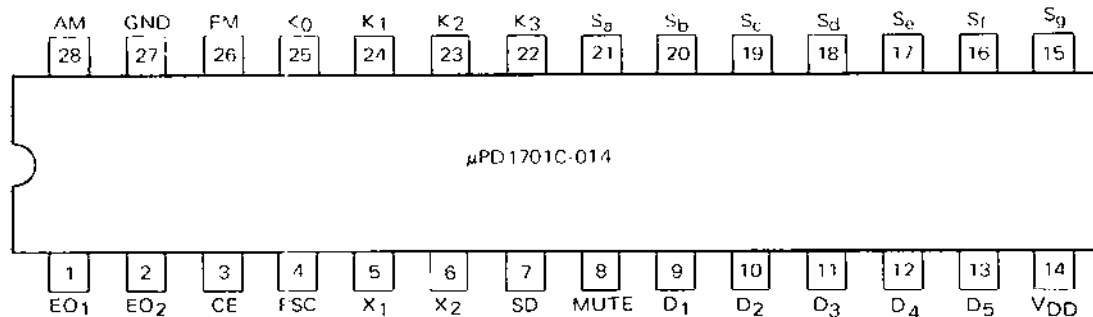 AM GND FM K0 K1 K2 K3 Sa Sb Sc Sd Se Sf Sg
28 27 26 25 24 23 22 21 20 19 18 17 16 15
μPD1701C-014
1 2 3 4 5 6 7 8 9 10 11 12 13 14
EO1 EO2 CE PSC X1 X2 SD MUTE D1 D2 D3 D4 D5 VDD